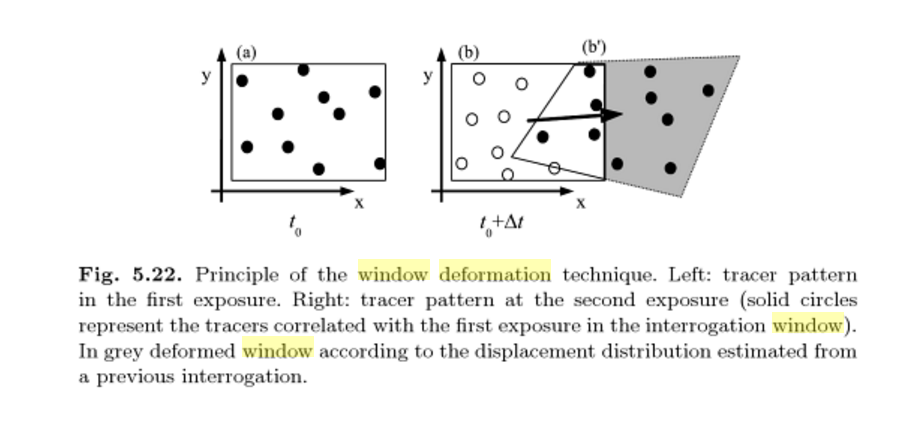 (a)
(b)
(b')
y
y
x
x
t0
t0+Δt
Fig. 5.22. Principle of the window deformation technique. Left: tracer pattern
in the first exposure. Right: tracer pattern at the second exposure (solid circles
represent the tracers correlated with the first exposure in the interrogation window).
In grey deformed window according to the displacement distribution estimated from
a previous interrogation.